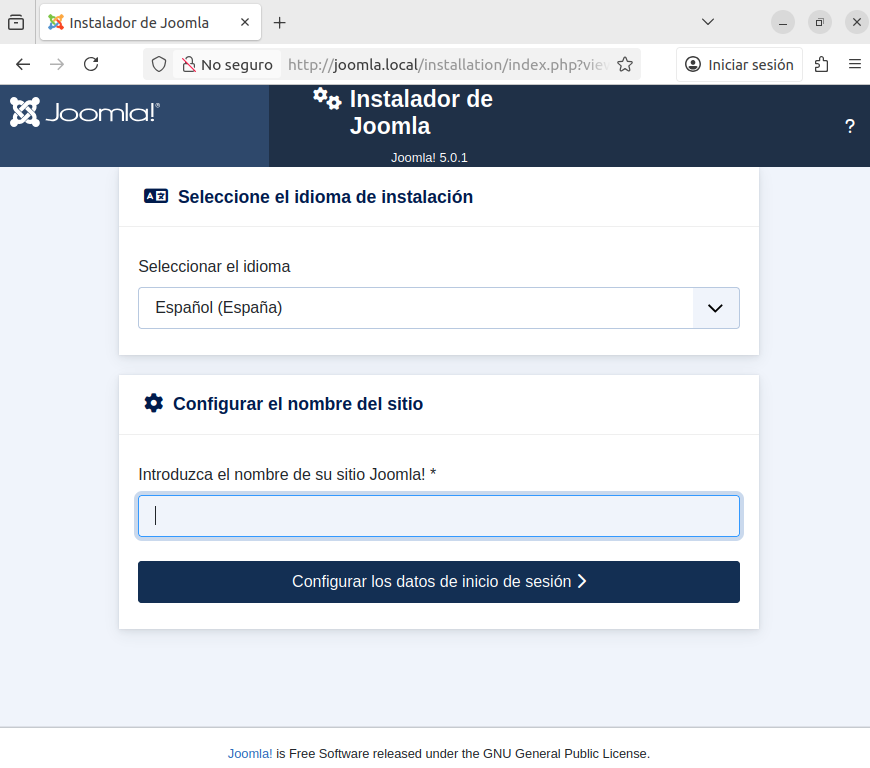 Instalador de Joomla
No seguro
http://joomla.local/installation/index.php?view
Iniciar sesión
Joomla!®
Instalador de
Joomla
?
Joomla! 5.0.1
Seleccione el idioma de instalación
Seleccionar el idioma
Español (España)
Configurar el nombre del sitio
Introduzca el nombre de su sitio Joomla! *
Configurar los datos de inicio de sesión
Joomla! is Free Software released under the GNU General Public License.